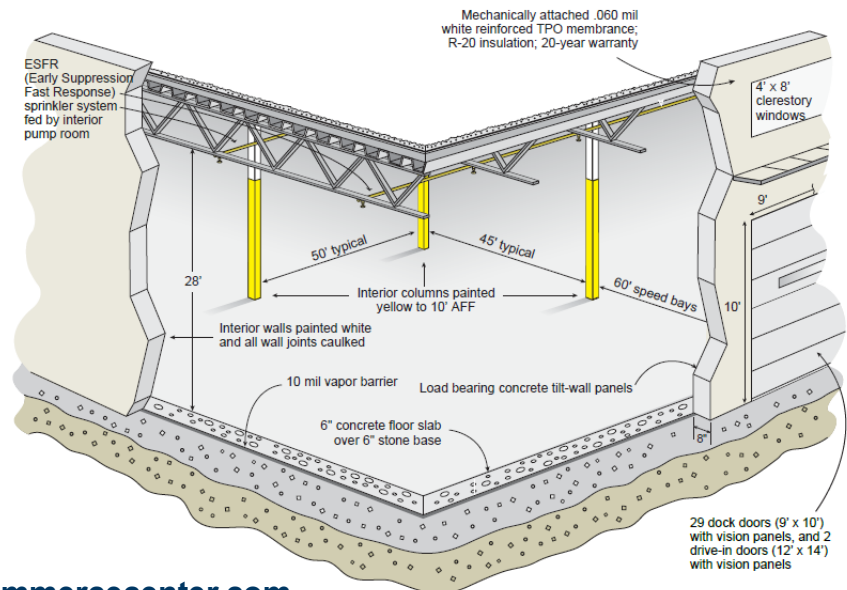 Mechanically attached .060 mil
white reinforced TPO membrance;
R-20 insulation; 20-year warranty
ESFR
(Early Suppression
Fast Response)
sprinkler system
fed by interior
pump room
4' x 8'
clerestory
windows
9'
50' typical
45' typical
28'
60' speed bays
Interior columns painted
yellow to 10' AFF
10'
Interior walls painted white
and all wall joints caulked
10 mil vapor barrier
Load bearing concrete tilt-wall panels
6" concrete floor slab
over 6" stone base
8"
29 dock doors (9' x 10')
with vision panels, and 2
drive-in doors (12' x 14')
with vision panels